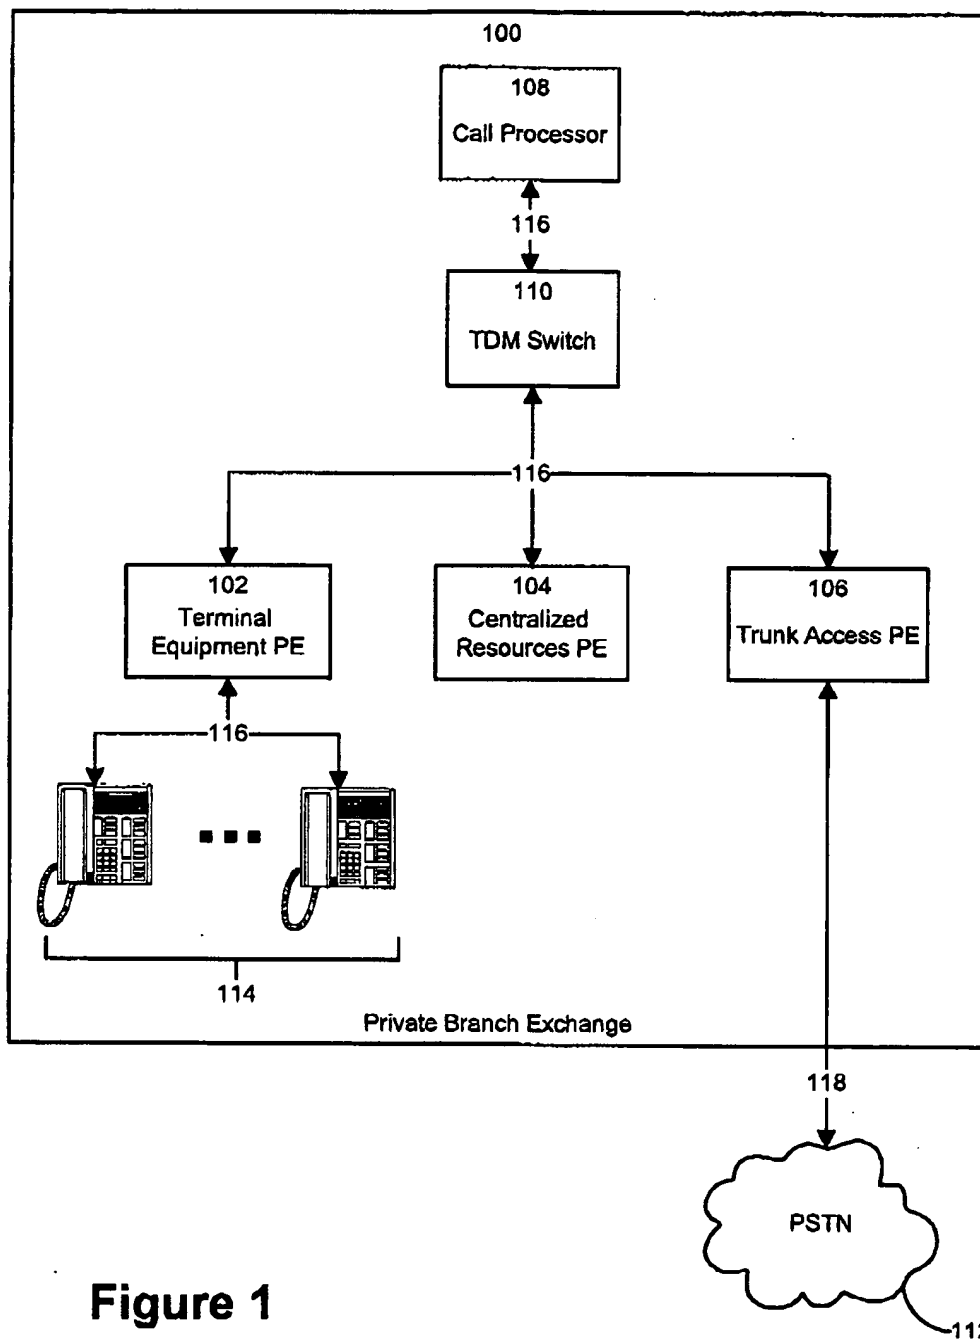 100
108
Call Processor
116
110
TDM Switch
116
102
Terminal
Equipment PE
104
Centralized
Resources PE
106
Trunk Access PE
116
114
Private Branch Exchange
118
PSTN
Figure 1